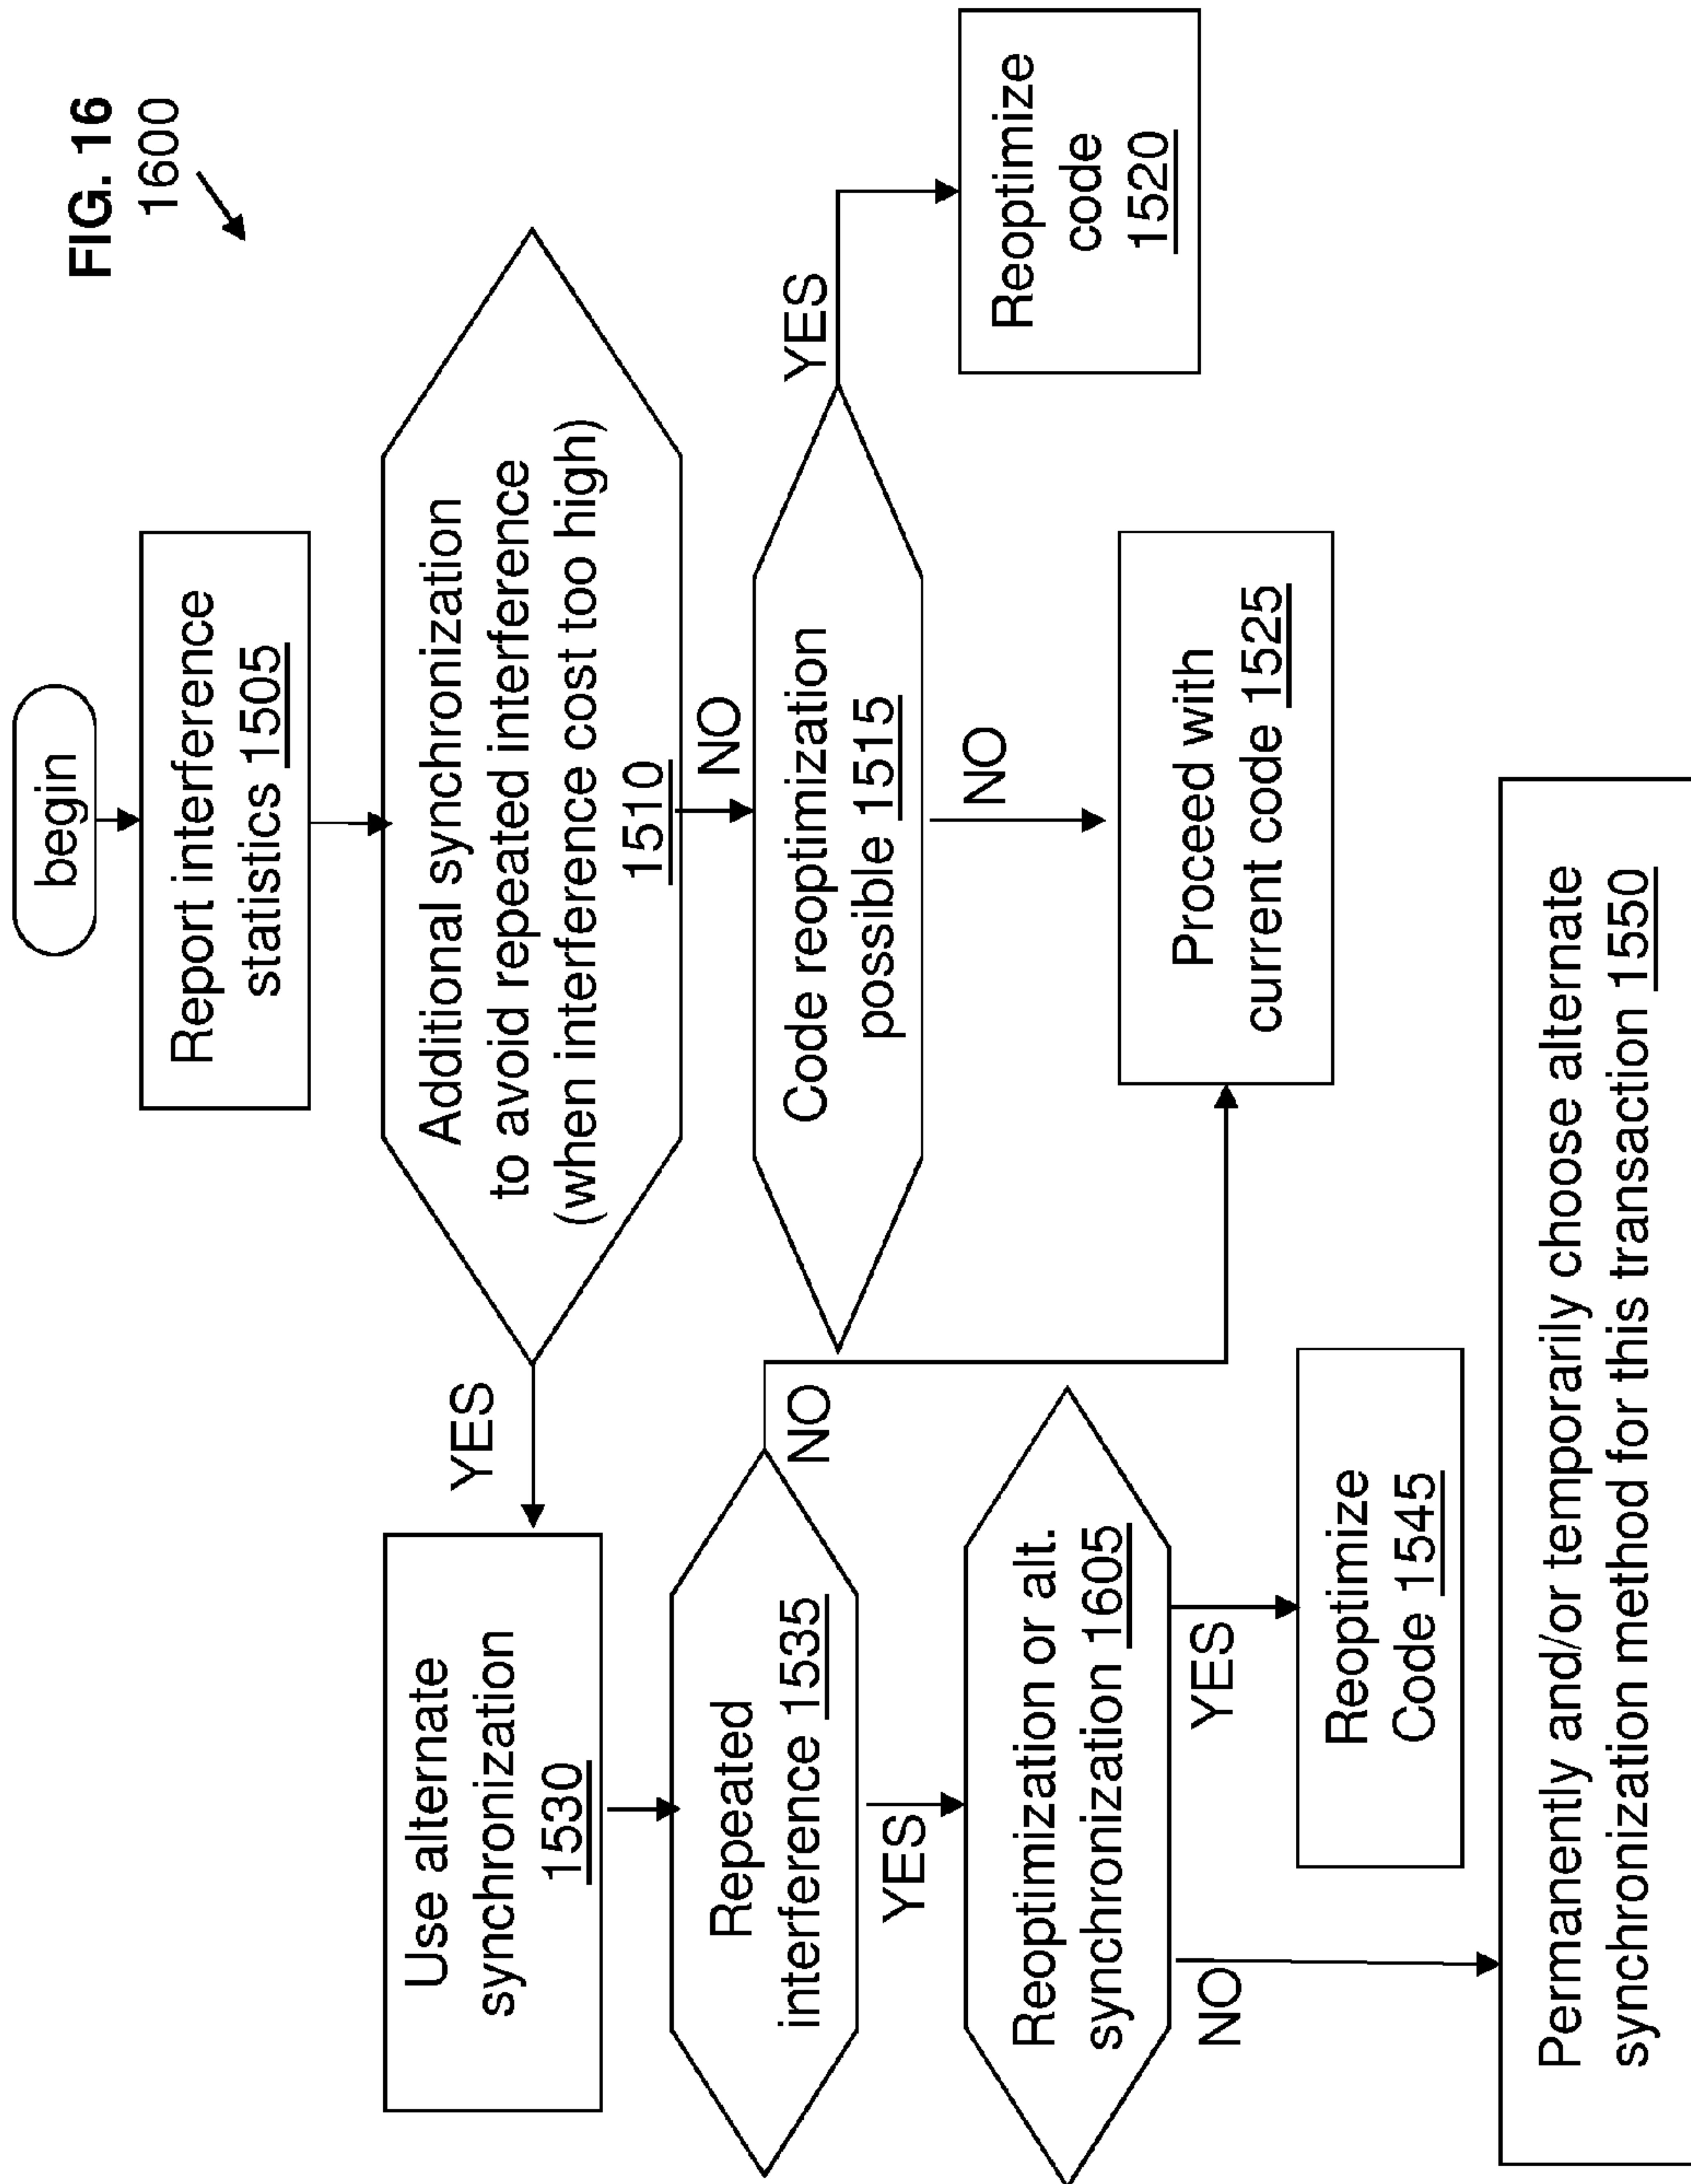 FIG. 16
1600
begin
Report interference
statistics 1505
Additional synchronization
to avoid repeated interference
(when interference cost too high)
1510
YES
NO
Use alternate
synchronization
1530
Code reoptimization
possible 1515
YES
NO
Reoptimize
code
1520
Repeated
interference 1535
NO
YES
Proceed with
current code 1525
Reoptimization or alt.
synchronization 1605
YES
NO
Reoptimize
Code 1545
Permanently and/or temporarily choose alternate
synchronization method for this transaction 1550